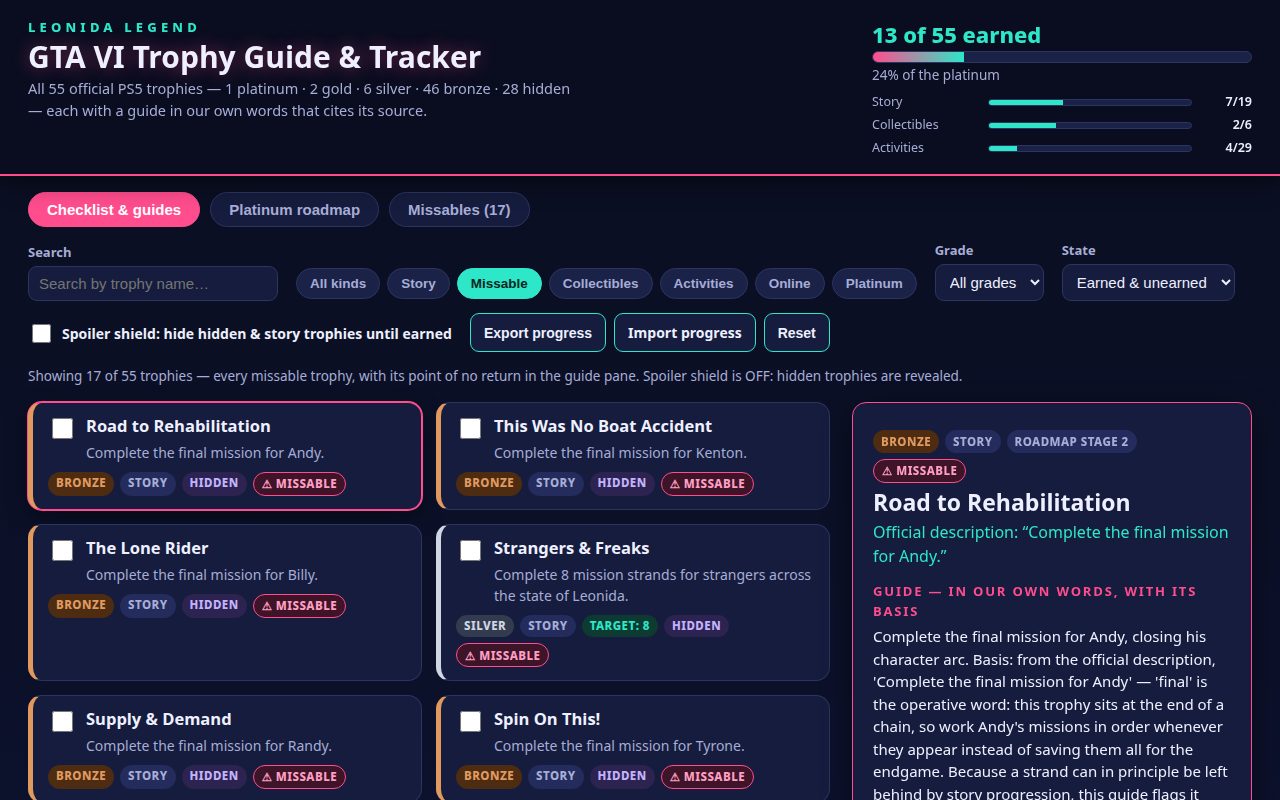 LEONIDA LEGEND
GTA VI Trophy Guide & Tracker
All 55 official PS5 trophies — 1 platinum · 2 gold · 6 silver · 46 bronze · 28 hidden
— each with a guide in our own words that cites its source.
13 of 55 earned
24% of the platinum
Story 7/19
Collectibles 2/6
Activities 4/29
Checklist & guides Platinum roadmap Missables (17)
Search
Search by trophy name…
All kinds Story Missable Collectibles Activities Online Platinum
Grade
All grades
State
Earned & unearned
Spoiler shield: hide hidden & story trophies until earned
Export progress Import progress Reset
Showing 17 of 55 trophies — every missable trophy, with its point of no return in the guide pane. Spoiler shield is OFF: hidden trophies are revealed.
Road to Rehabilitation
Complete the final mission for Andy.
BRONZE STORY HIDDEN ⚠ MISSABLE
This Was No Boat Accident
Complete the final mission for Kenton.
BRONZE STORY HIDDEN ⚠ MISSABLE
The Lone Rider
Complete the final mission for Billy.
BRONZE STORY HIDDEN ⚠ MISSABLE
Strangers & Freaks
Complete 8 mission strands for strangers across
the state of Leonida.
SILVER STORY TARGET: 8 HIDDEN
⚠ MISSABLE
Supply & Demand
Complete the final mission for Randy.
BRONZE STORY HIDDEN ⚠ MISSABLE
Spin On This!
Complete the final mission for Tyrone.
BRONZE STORY HIDDEN ⚠ MISSABLE
BRONZE STORY ROADMAP STAGE 2
⚠ MISSABLE
Road to Rehabilitation
Official description: “Complete the final mission
for Andy.”
GUIDE — IN OUR OWN WORDS, WITH ITS
BASIS
Complete the final mission for Andy, closing his
character arc. Basis: from the official description,
'Complete the final mission for Andy' — 'final' is
the operative word: this trophy sits at the end of a
chain, so work Andy's missions in order whenever
they appear instead of saving them all for the
endgame. Because a strand can in principle be left
behind by story progression, this guide flags it